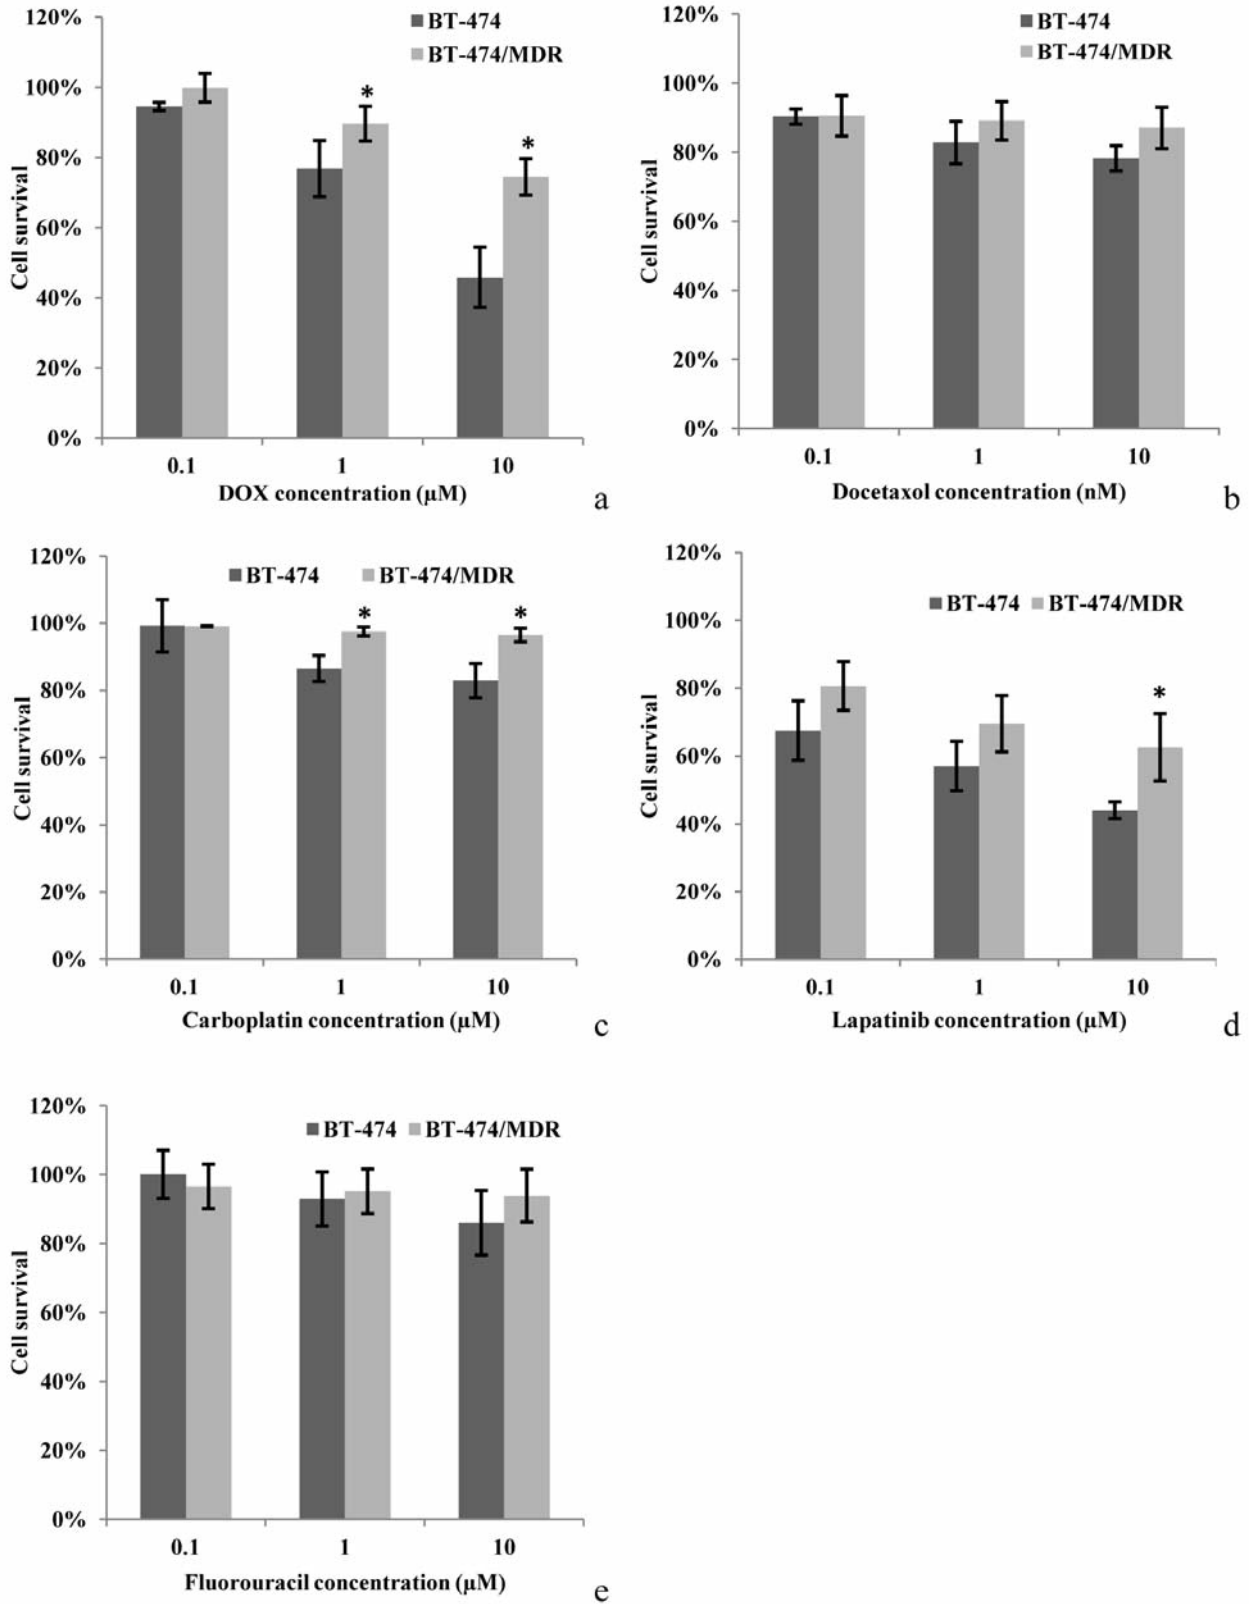 120%
100%
80%
60%
40%
20%
0%
Cell survival
BT-474
BT-474/MDR
*
*
0.1 1 10
DOX concentration (μM)
a
120%
100%
80%
60%
40%
20%
0%
Cell survival
BT-474
BT-474/MDR
0.1 1 10
Docetaxol concentration (nM)
b
120%
100%
80%
60%
40%
20%
0%
Cell survival
BT-474 BT-474/MDR
* *
0.1 1 10
Carboplatin concentration (μM)
c
120%
100%
80%
60%
40%
20%
0%
Cell survival
BT-474 BT-474/MDR
*
0.1 1 10
Lapatinib concentration (μM)
d
120%
100%
80%
60%
40%
20%
0%
Cell survival
BT-474 BT-474/MDR
0.1 1 10
Fluorouracil concentration (μM)
e